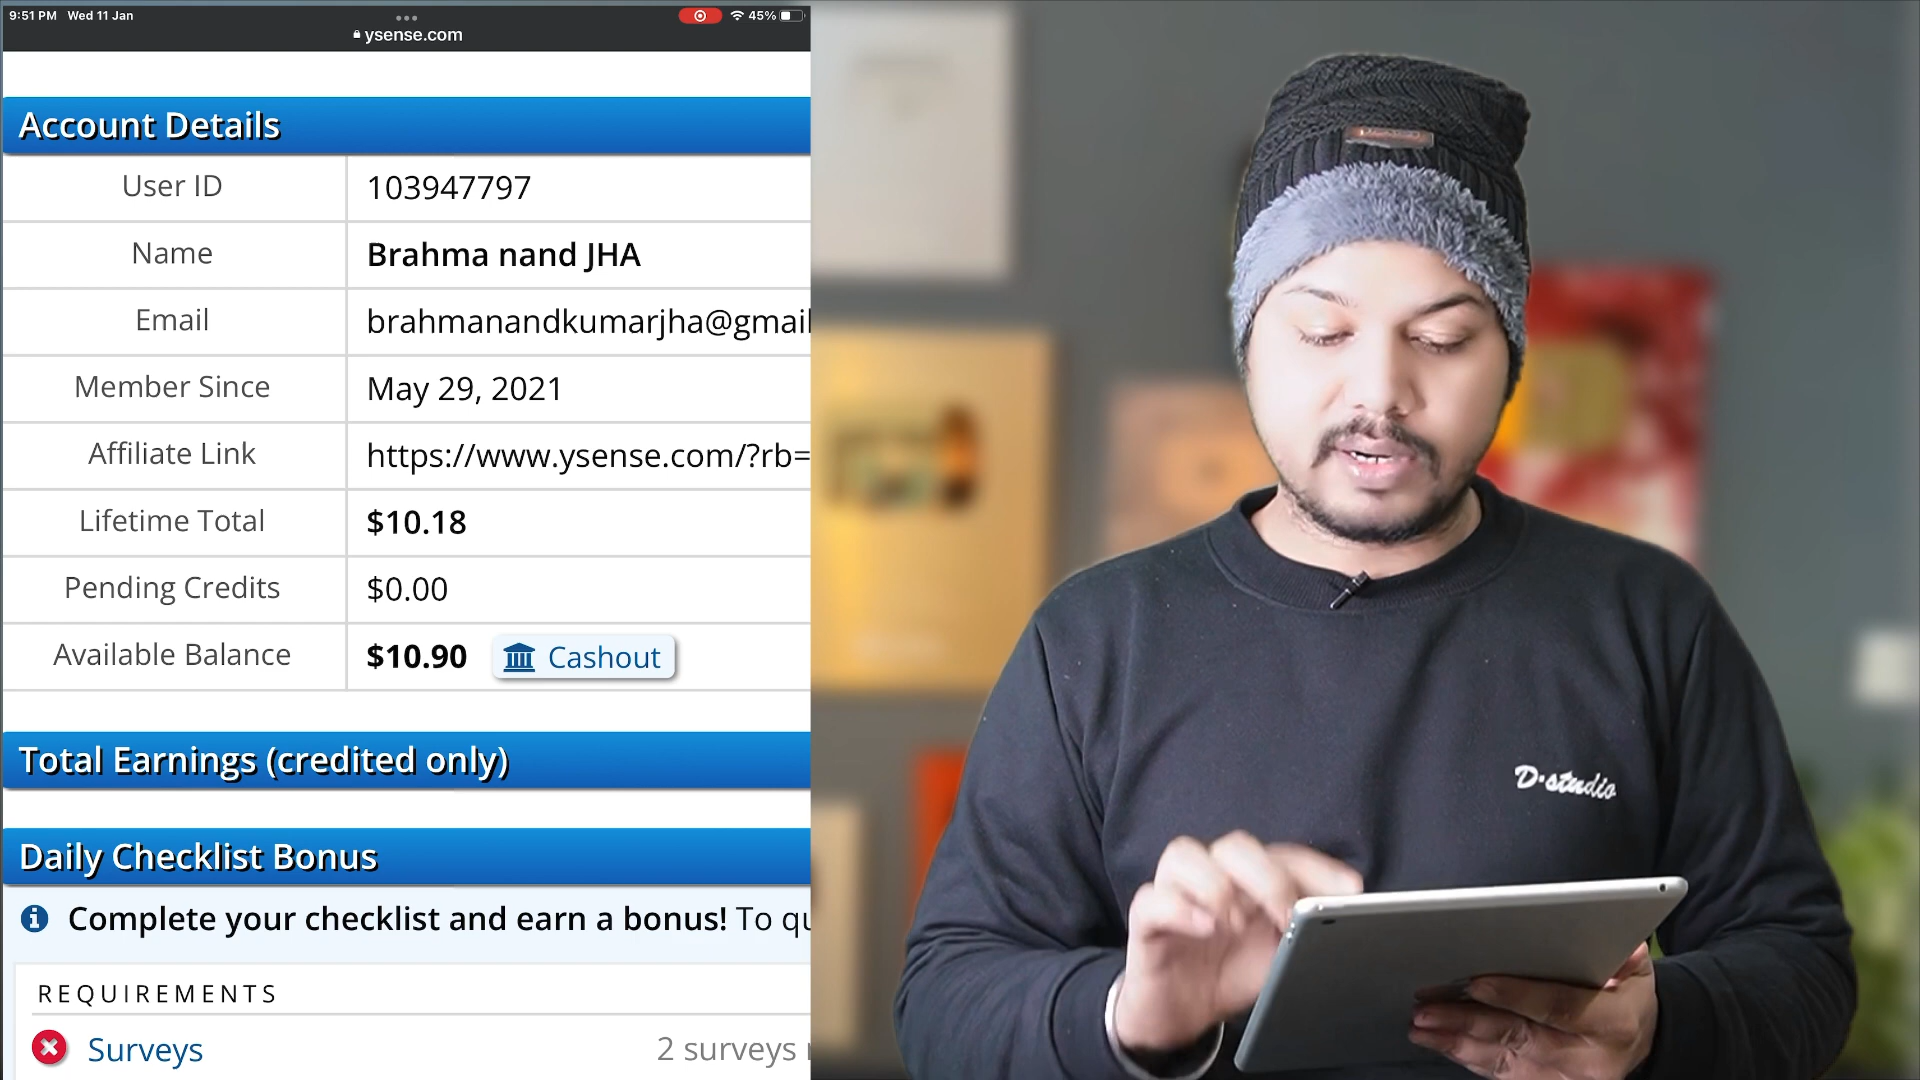 9:51 PM Wed 11 Jan
45%
ysense.com
Account Details
User ID 103947797
Name Brahma nand JHA
Email brahmanandkumarjha@gmail
Member Since May 29, 2021
Affiliate Link https://www.ysense.com/?rb=
Lifetime Total $10.18
Pending Credits $0.00
Available Balance $10.90 Cashout
Total Earnings (credited only)
Daily Checklist Bonus
Complete your checklist and earn a bonus! To qu
REQUIREMENTS
Surveys 2 surveys
D·studio